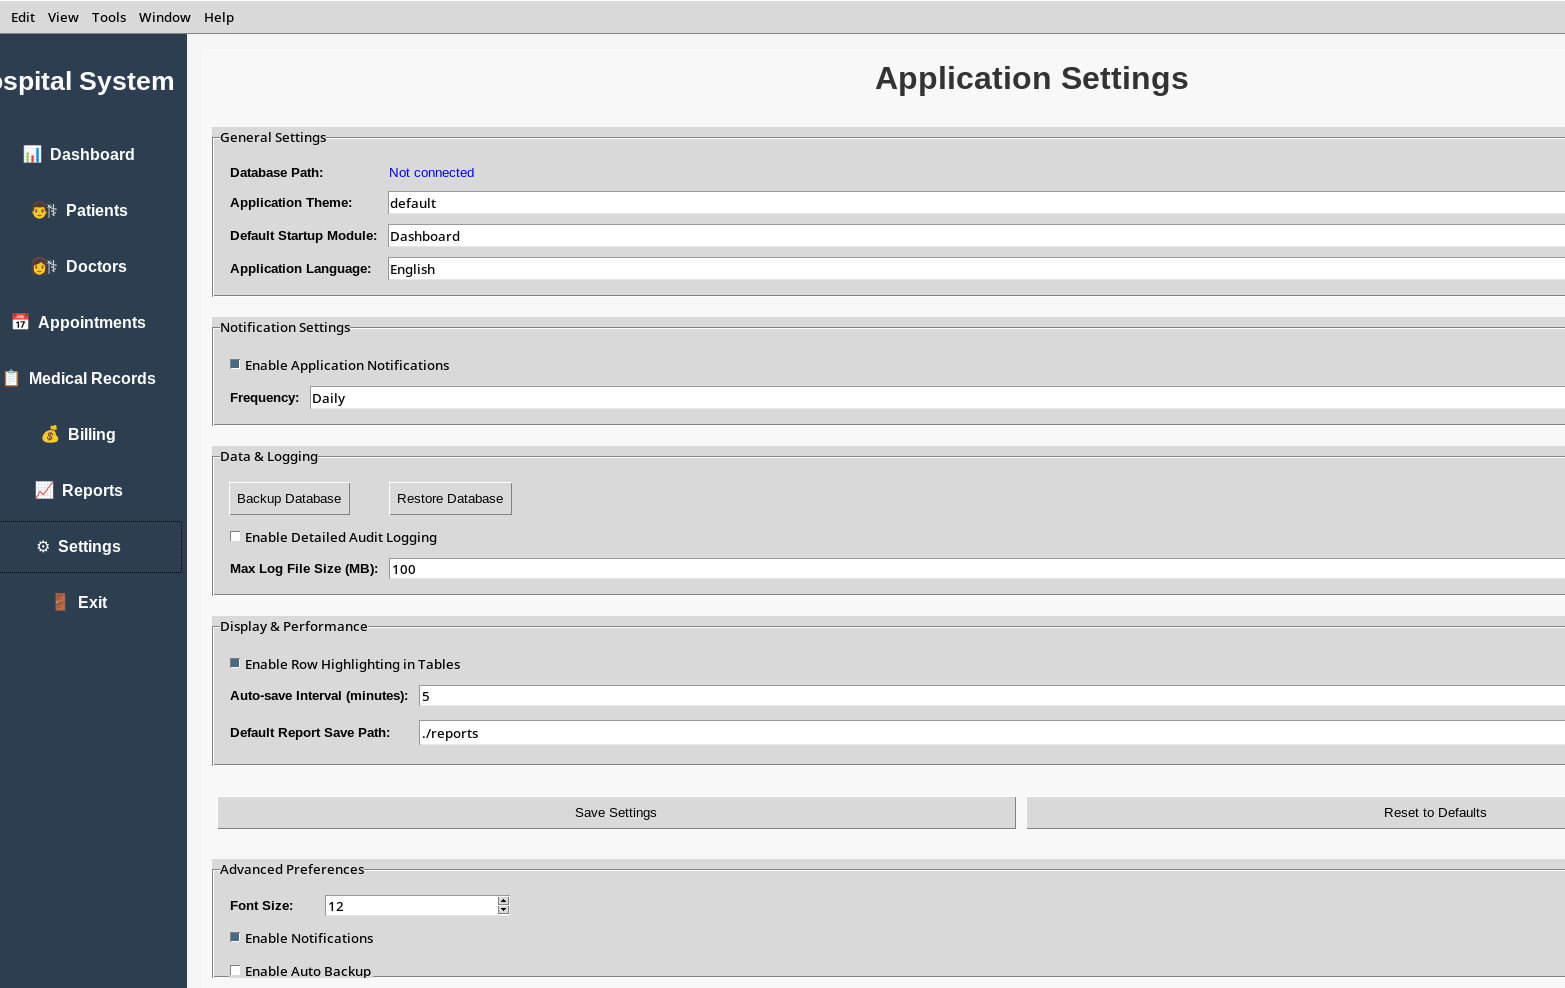 Edit View Tools Window Help
ospital System
Dashboard
Patients
Doctors
Appointments
Medical Records
Billing
Reports
Settings
Exit
Application Settings
General Settings
Database Path: Not connected
Application Theme: default
Default Startup Module: Dashboard
Application Language: English
Notification Settings
Enable Application Notifications
Frequency: Daily
Data & Logging
Backup Database Restore Database
Enable Detailed Audit Logging
Max Log File Size (MB): 100
Display & Performance
Enable Row Highlighting in Tables
Auto-save Interval (minutes): 5
Default Report Save Path: ./reports
Save Settings Reset to Defaults
Advanced Preferences
Font Size: 12
Enable Notifications
Enable Auto Backup